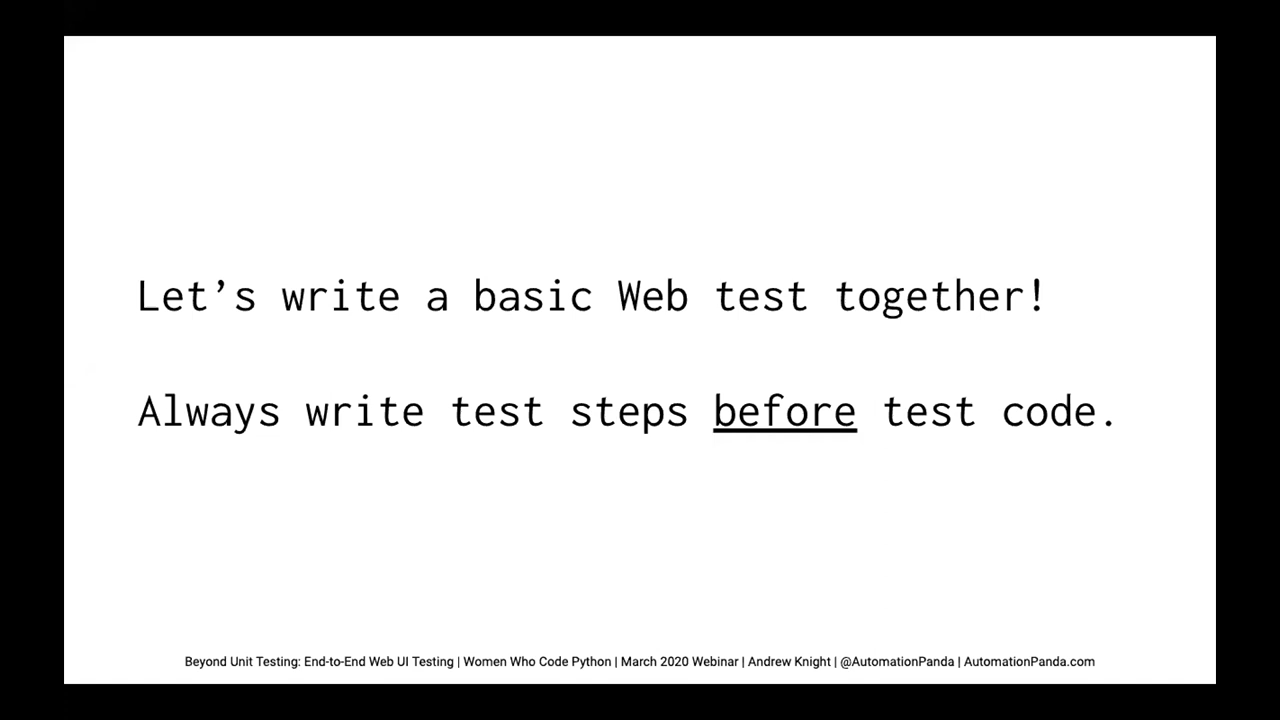 Let’s write a basic Web test together!
Always write test steps before test code.
Beyond Unit Testing: End-to-End Web UI Testing | Women Who Code Python | March 2020 Webinar | Andrew Knight | @AutomationPanda | AutomationPanda.com